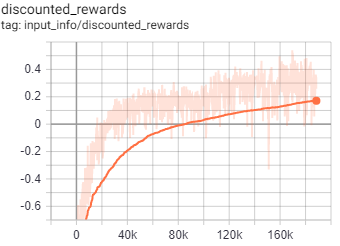 discounted_rewards
tag: input_info/discounted_rewards
0.4
0.2
0
-0.2
-0.4
-0.6
0 40k 80k 120k 160k